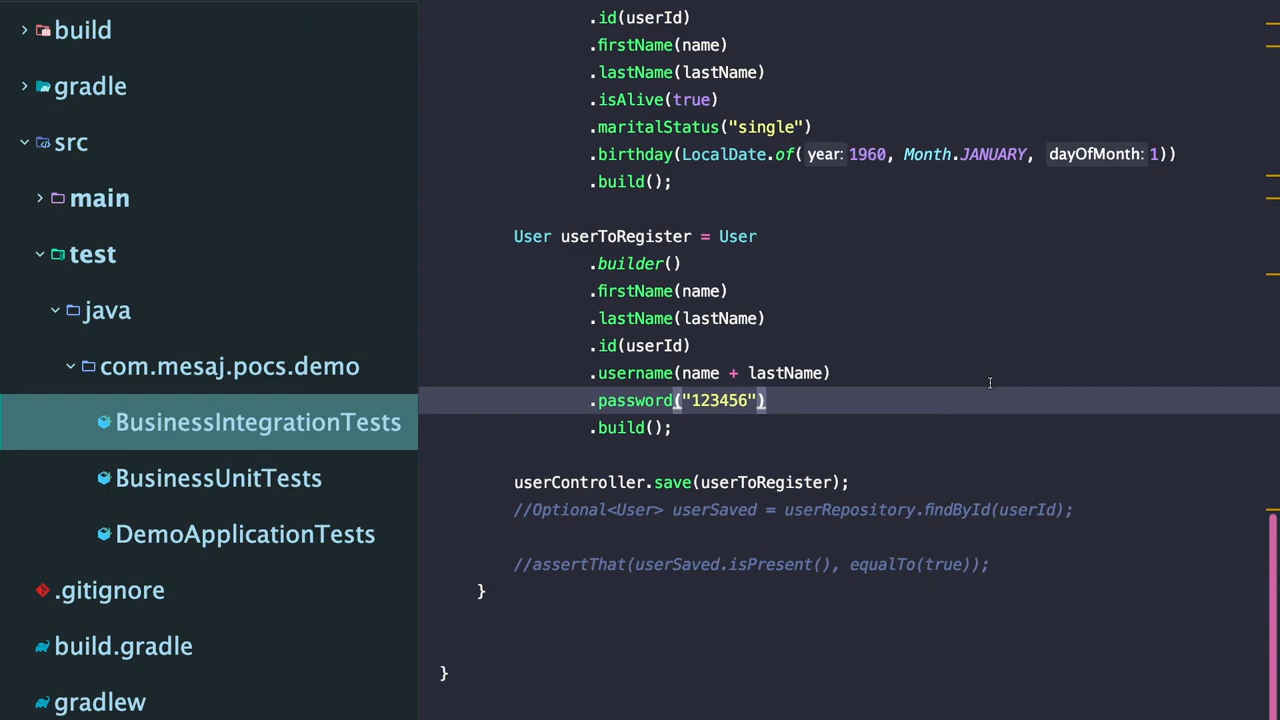 build
gradle
src
main
test
java
com.mesaj.pocs.demo
BusinessIntegrationTests
BusinessUnitTests
DemoApplicationTests
.gitignore
build.gradle
gradlew
.id(userId)
.firstName(name)
.lastName(lastName)
.isAlive(true)
.maritalStatus("single")
.birthday(LocalDate.of( year: 1960, Month.JANUARY, dayOfMonth: 1))
.build();
User userToRegister = User
.builder()
.firstName(name)
.lastName(lastName)
.id(userId)
.username(name + lastName)
.password("123456")
.build();
userController.save(userToRegister);
//Optional<User> userSaved = userRepository.findById(userId);
//assertThat(userSaved.isPresent(), equalTo(true));
}
}